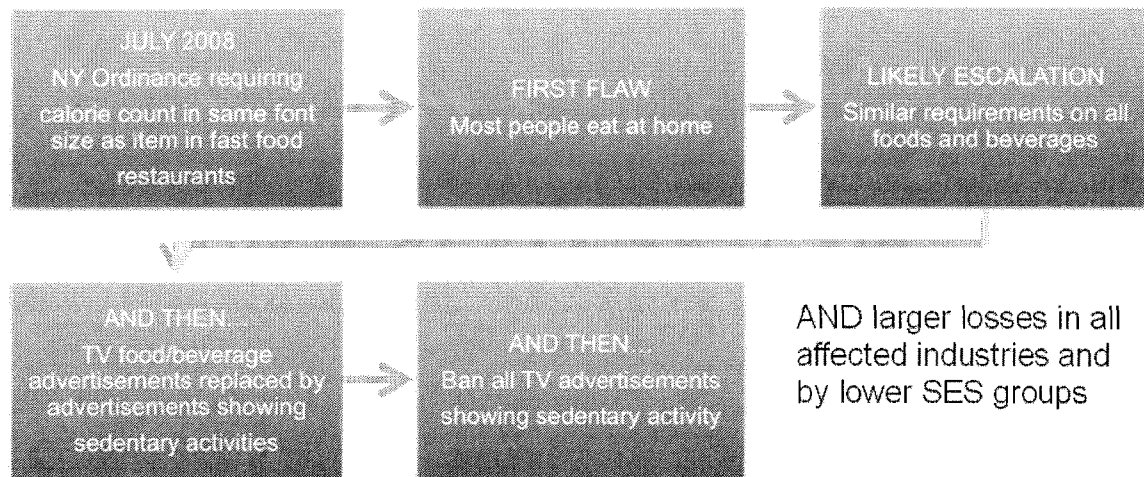 JULY 2008
NY Ordinance requiring
calorie count in same font
size as item in fast food
restaurants
FIRST FLAW
Most people eat at home
LIKELY ESCALATION
Similar requirements on all
foods and beverages
AND THEN...
TV food/beverage
advertisements replaced by
advertisements showing
sedentary activities
AND THEN...
Ban all TV advertisements
showing sedentary activity
AND larger losses in all
affected industries and
by lower SES groups